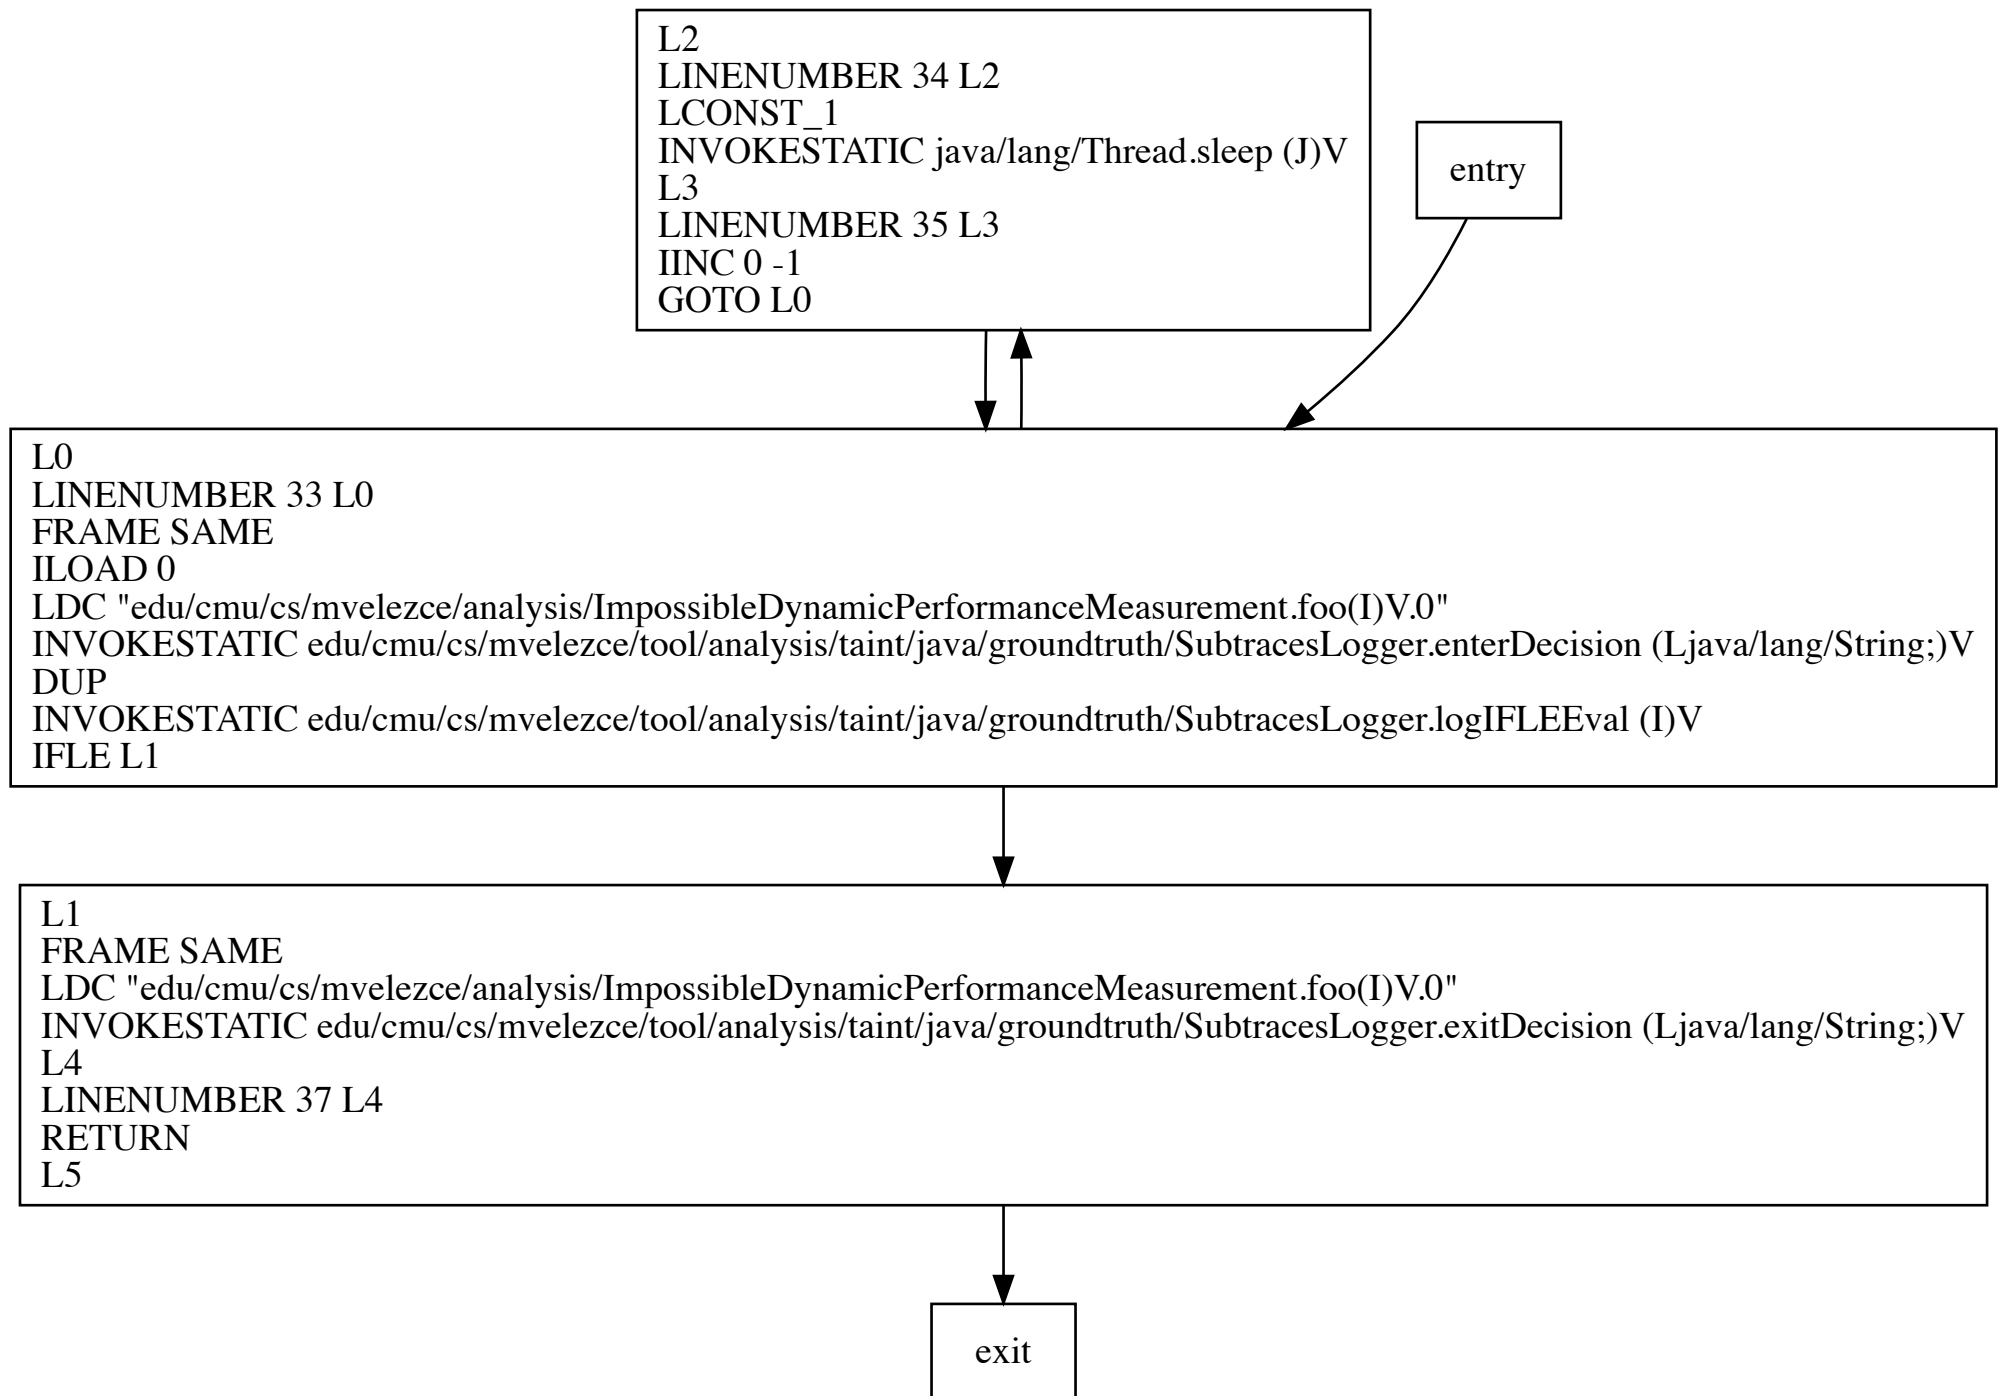 L2
LINENUMBER 34 L2
LCONST_1
INVOKESTATIC java/lang/Thread.sleep (J)V
L3
LINENUMBER 35 L3
IINC 0 -1
GOTO L0
entry
L0
LINENUMBER 33 L0
FRAME SAME
ILOAD 0
LDC "edu/cmu/cs/mvelezce/analysis/ImpossibleDynamicPerformanceMeasurement.foo(I)V.0"
INVOKESTATIC edu/cmu/cs/mvelezce/tool/analysis/taint/java/groundtruth/SubtracesLogger.enterDecision (Ljava/lang/String;)V
DUP
INVOKESTATIC edu/cmu/cs/mvelezce/tool/analysis/taint/java/groundtruth/SubtracesLogger.logIFLEEval (I)V
IFLE L1
L1
FRAME SAME
LDC "edu/cmu/cs/mvelezce/analysis/ImpossibleDynamicPerformanceMeasurement.foo(I)V.0"
INVOKESTATIC edu/cmu/cs/mvelezce/tool/analysis/taint/java/groundtruth/SubtracesLogger.exitDecision (Ljava/lang/String;)V
L4
LINENUMBER 37 L4
RETURN
L5
exit